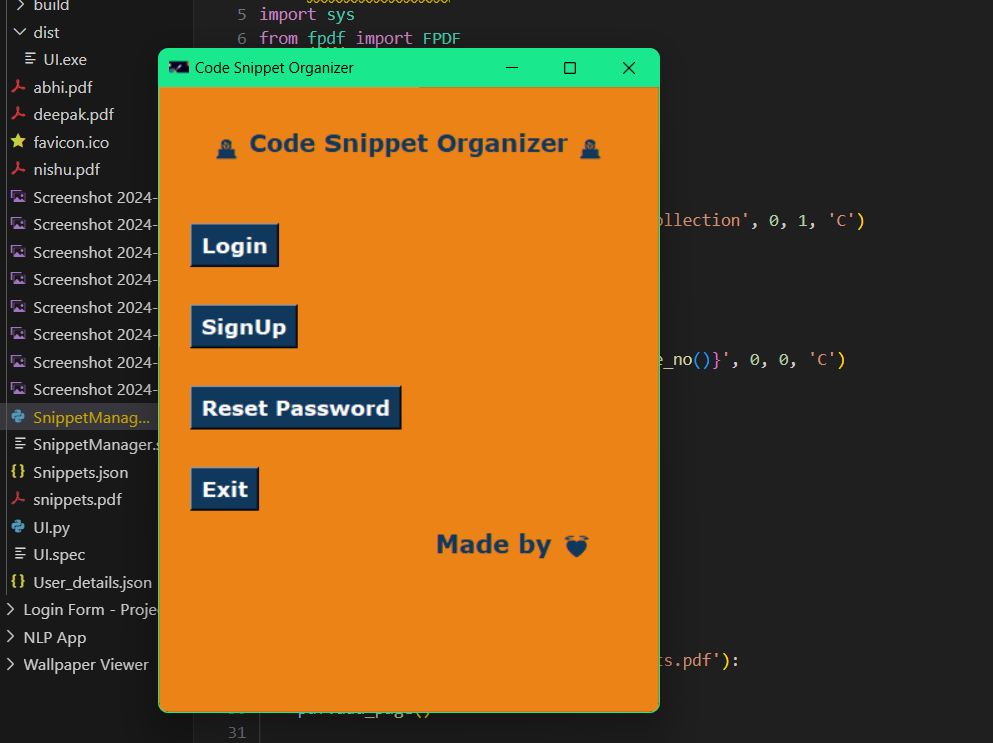 build
dist
UI.exe
abhi.pdf
deepak.pdf
favicon.ico
nishu.pdf
Screenshot 2024-
Screenshot 2024-
Screenshot 2024-
Screenshot 2024-
Screenshot 2024-
Screenshot 2024-
Screenshot 2024-
Screenshot 2024-
SnippetManag...
SnippetManager.s
Snippets.json
snippets.pdf
UI.py
UI.spec
User_details.json
Login Form - Proje
NLP App
Wallpaper Viewer
5 import sys
6 from fpdf import FPDF
ollection', 0, 1, 'C')
e_no()}', 0, 0, 'C')
ts.pdf'):
31
Code Snippet Organizer
Code Snippet Organizer
Login
SignUp
Reset Password
Exit
Made by